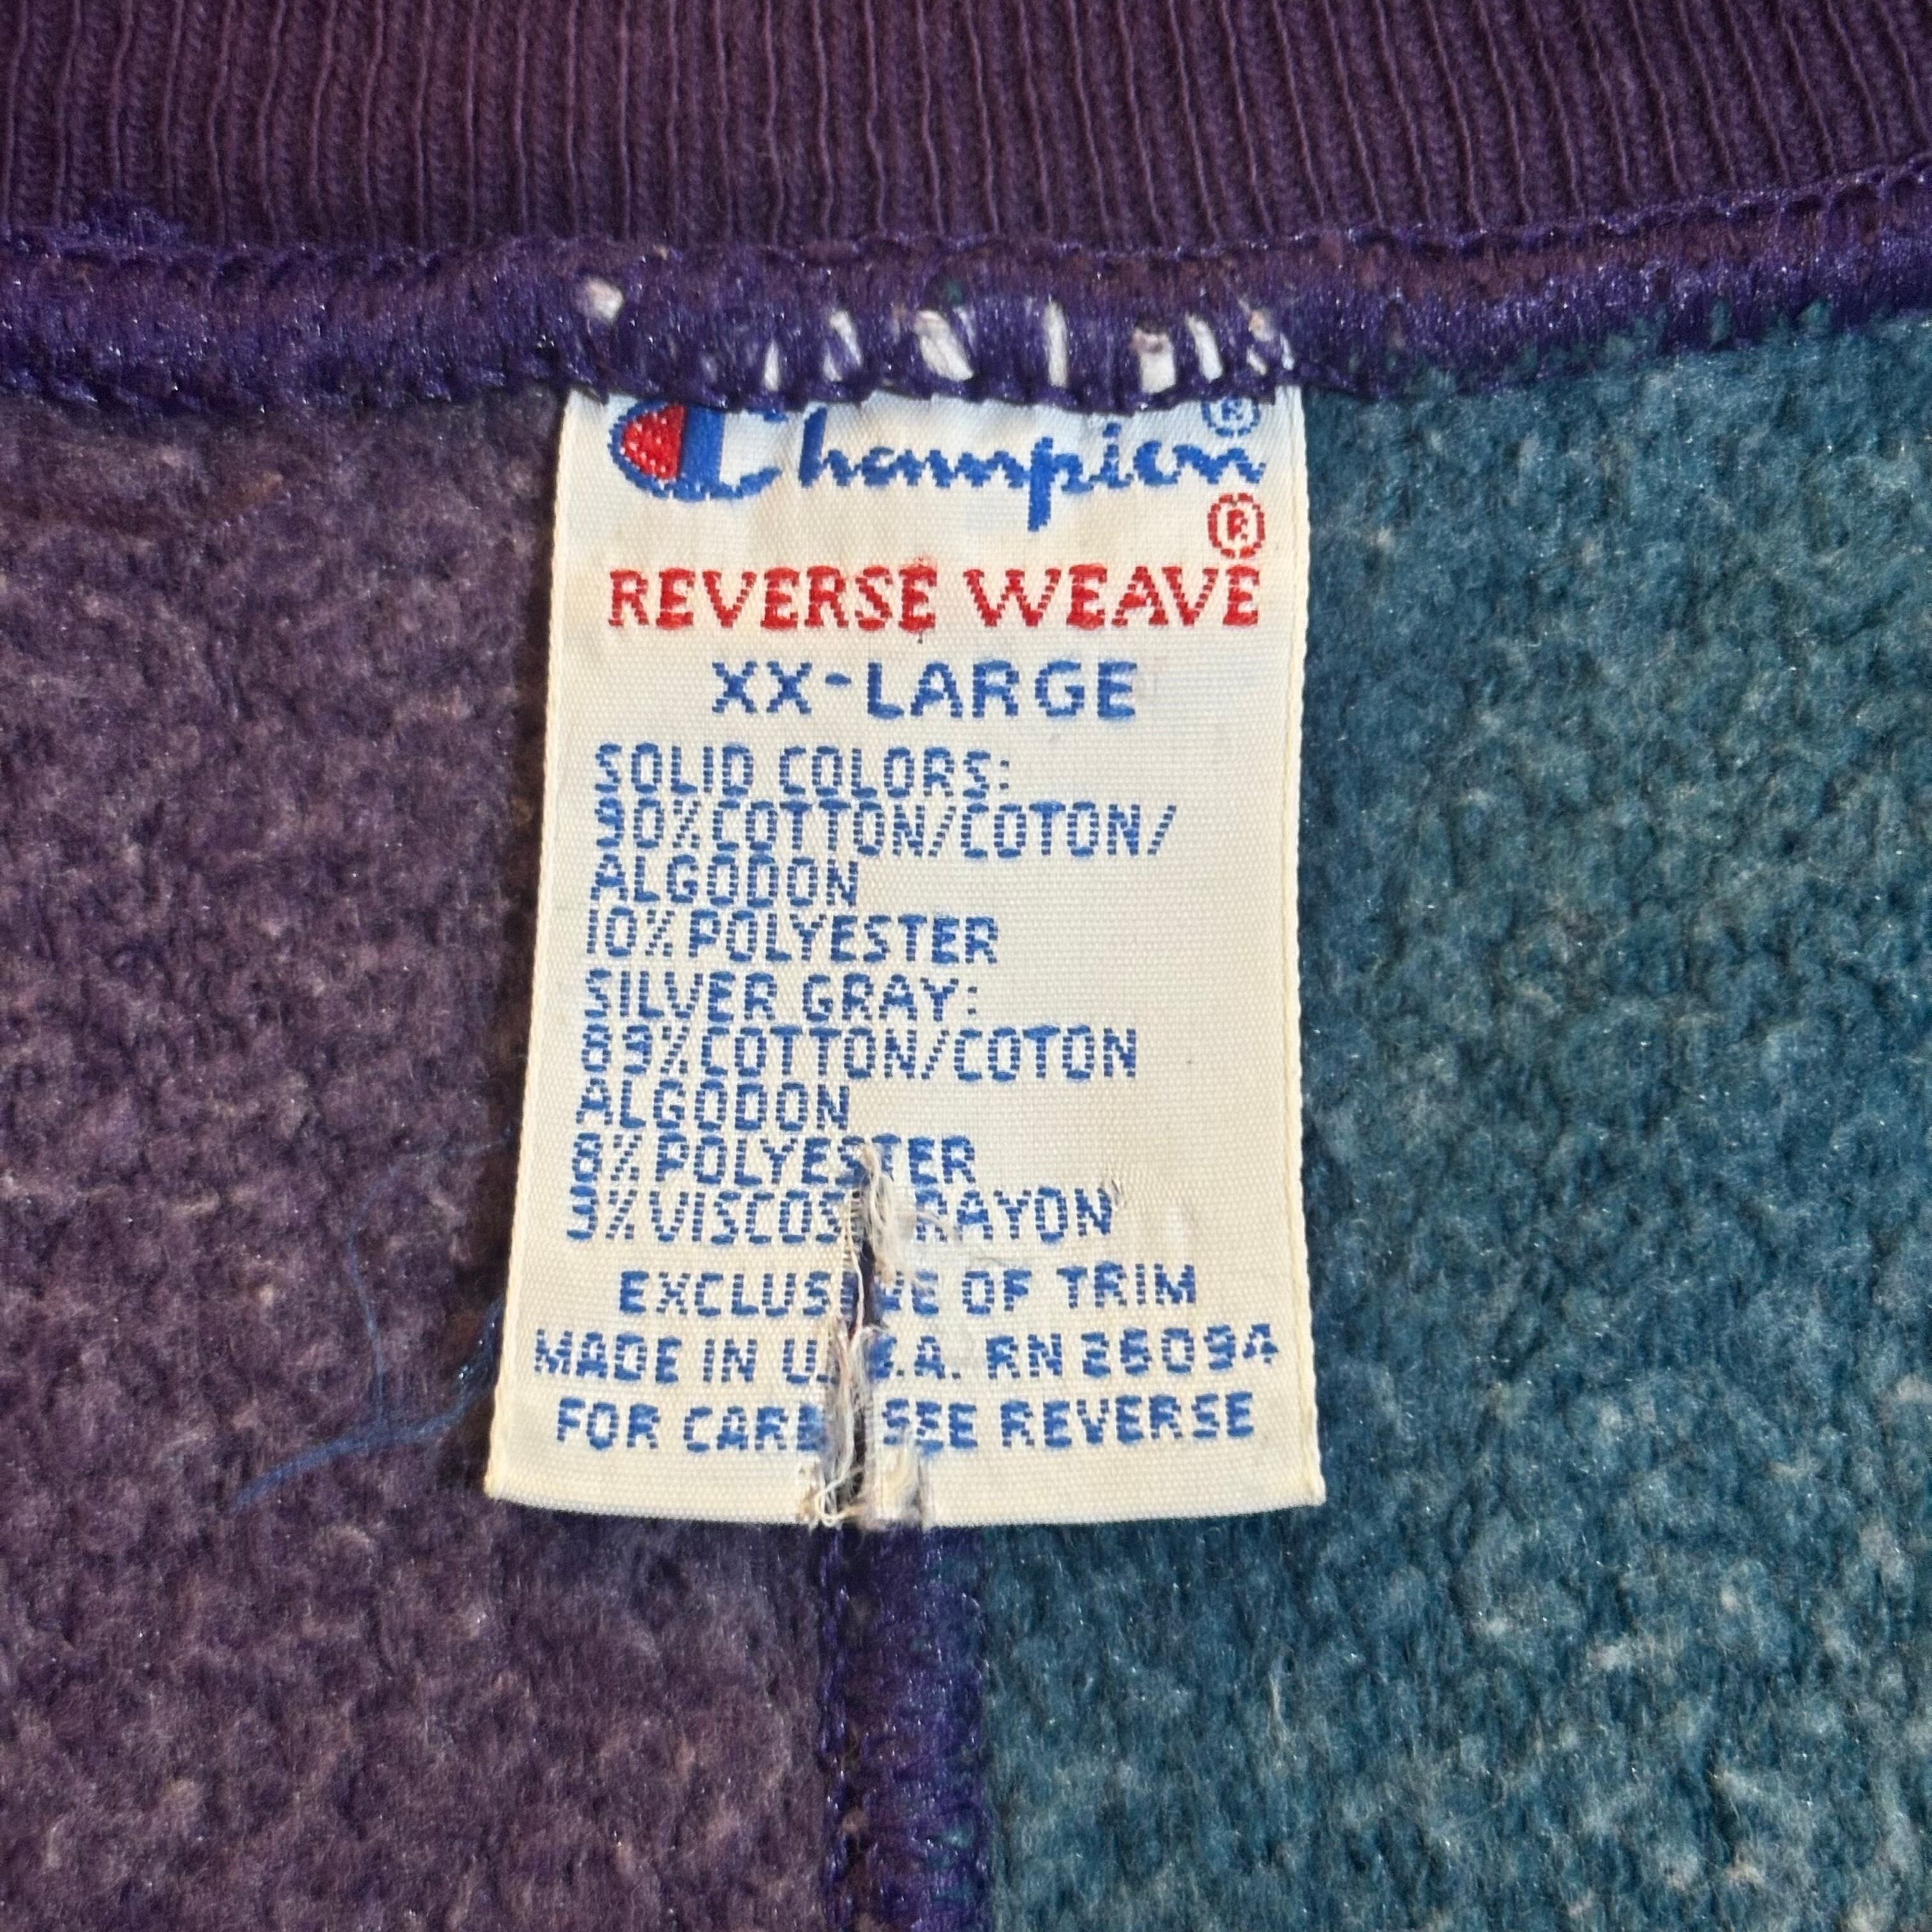 Champion®
®
REVERSE WEAVE
XX-LARGE
SOLID COLORS:
90% COTTON/COTON/
ALGODON
10% POLYESTER
SILVER GRAY:
89% COTTON/COTON
ALGODON
8% POLYESTER
3% VISCOS RAYON
EXCLUSIVE OF TRIM
MADE IN U.S.A. RN 26094
FOR CARE SEE REVERSE